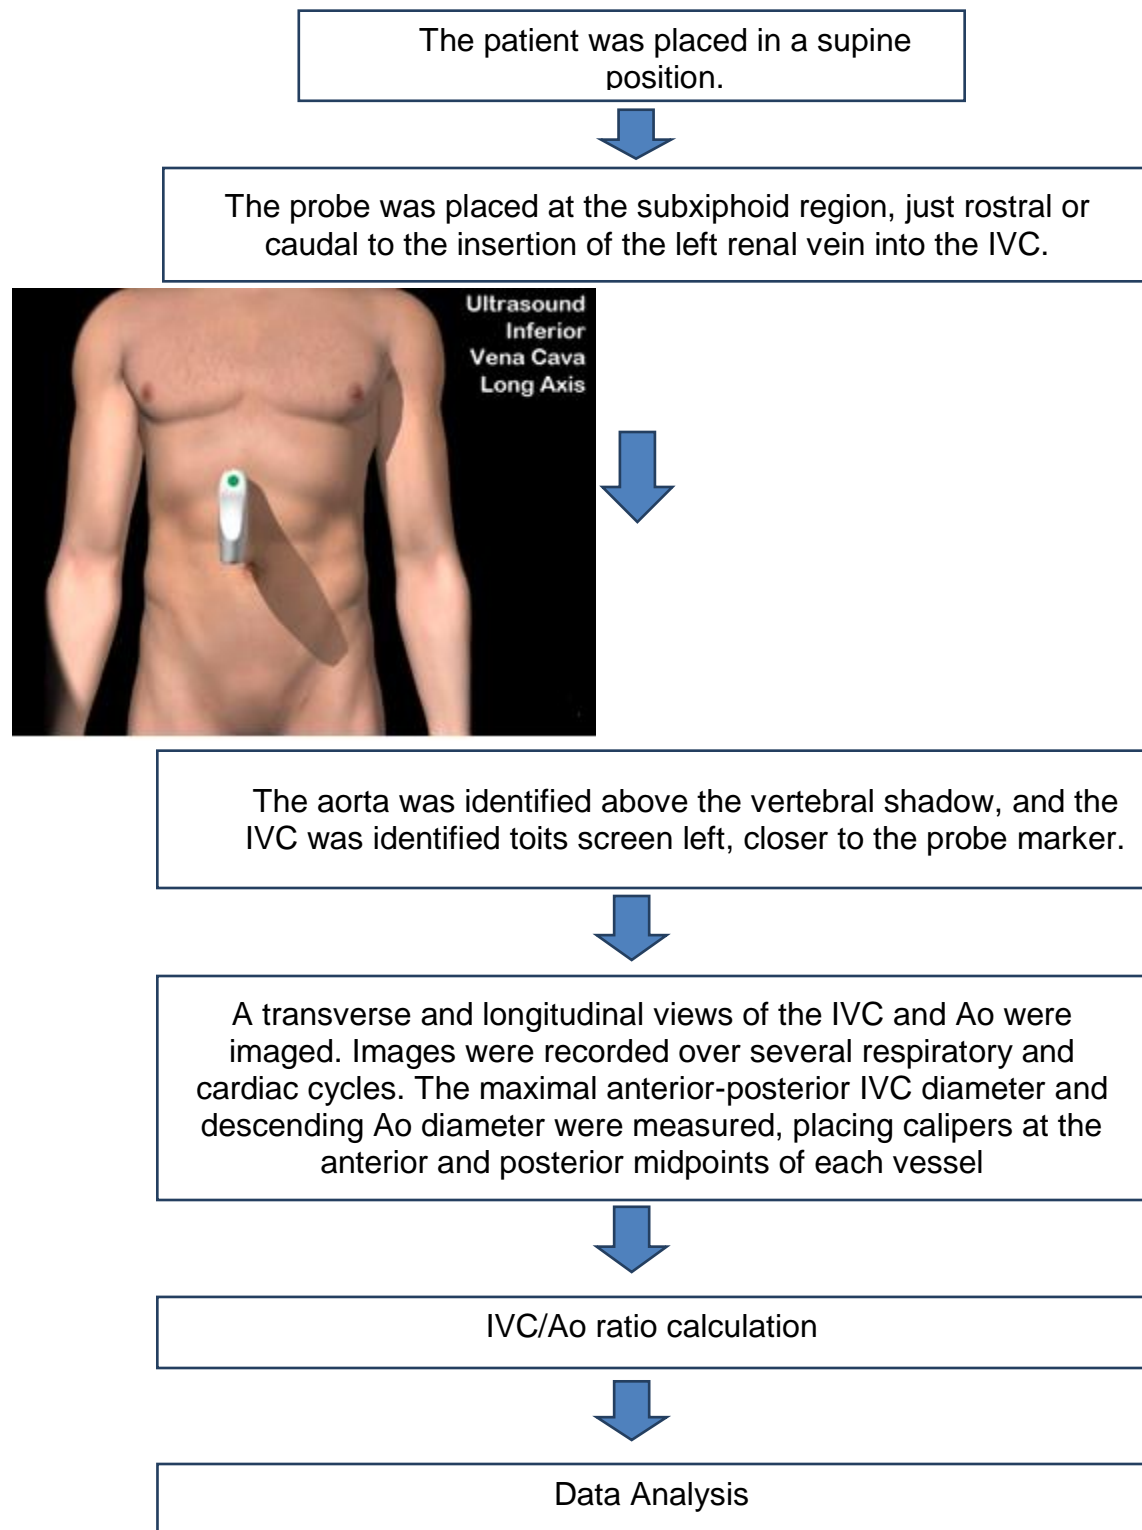 The patient was placed in a supine
position.
The probe was placed at the subxiphoid region, just rostral or
caudal to the insertion of the left renal vein into the IVC.
Ultrasound
Inferior
Vena Cava
Long Axis
The aorta was identified above the vertebral shadow, and the
IVC was identified toits screen left, closer to the probe marker.
A transverse and longitudinal views of the IVC and Ao were
imaged. Images were recorded over several respiratory and
cardiac cycles. The maximal anterior-posterior IVC diameter and
descending Ao diameter were measured, placing calipers at the
anterior and posterior midpoints of each vessel
IVC/Ao ratio calculation
Data Analysis